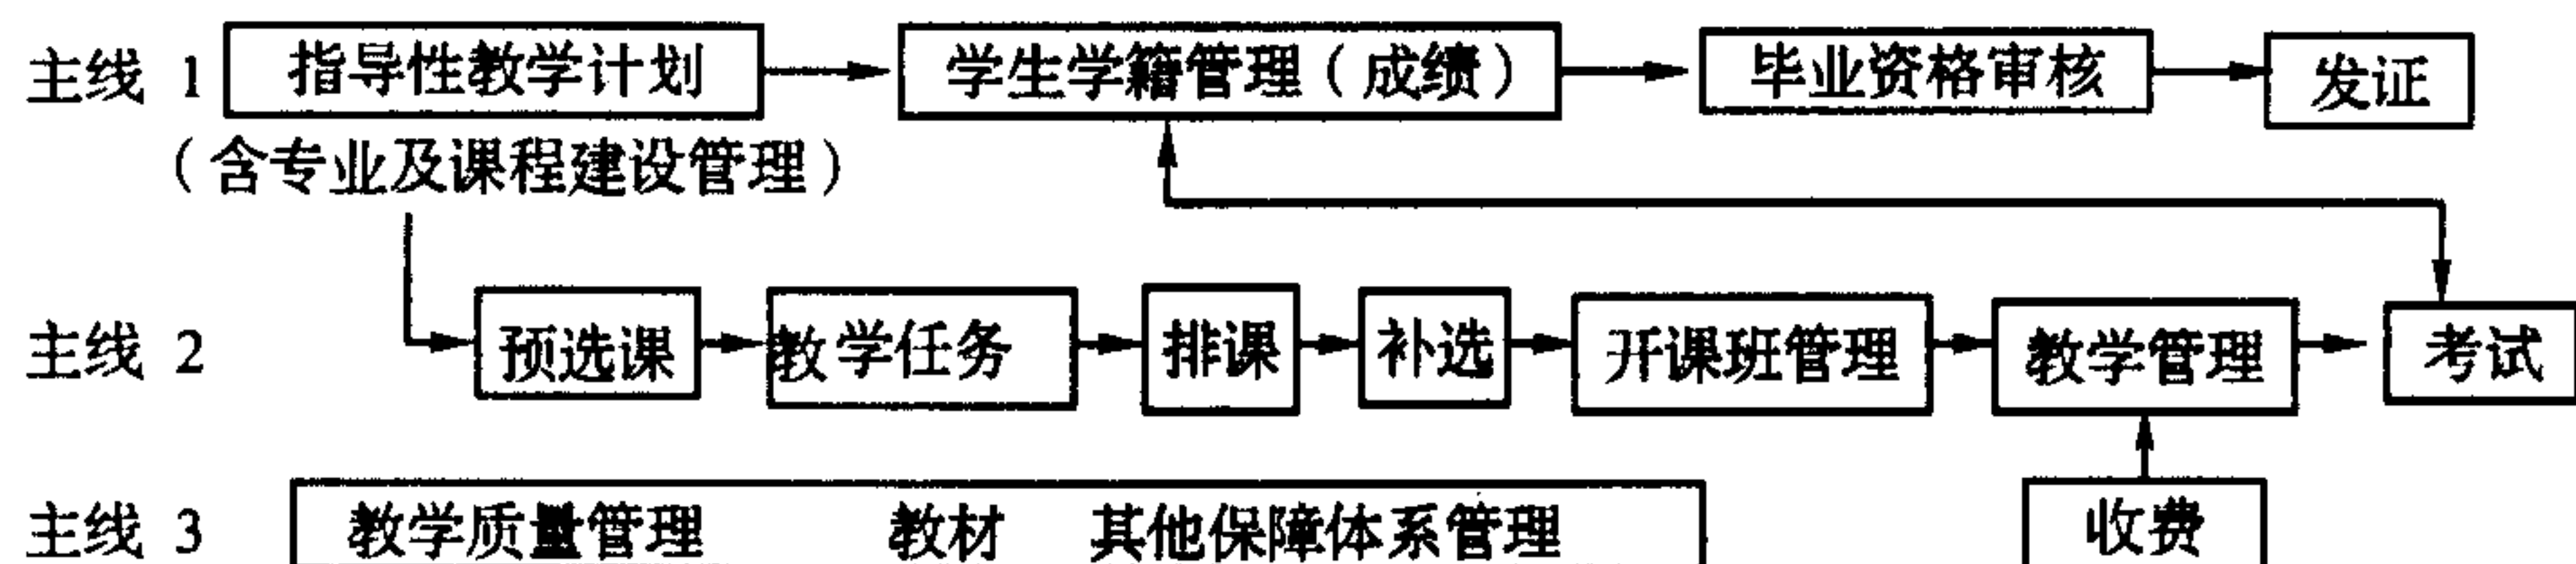 主线 1 指导性教学计划 学生学籍管理(成绩) 毕业资格审核 发证
(含专业及课程建设管理)
主线 2 预选课 教学任务 排课 补选 开课班管理 教学管理 考试
主线 3 教学质量管理 教材 其他保障体系管理 收费